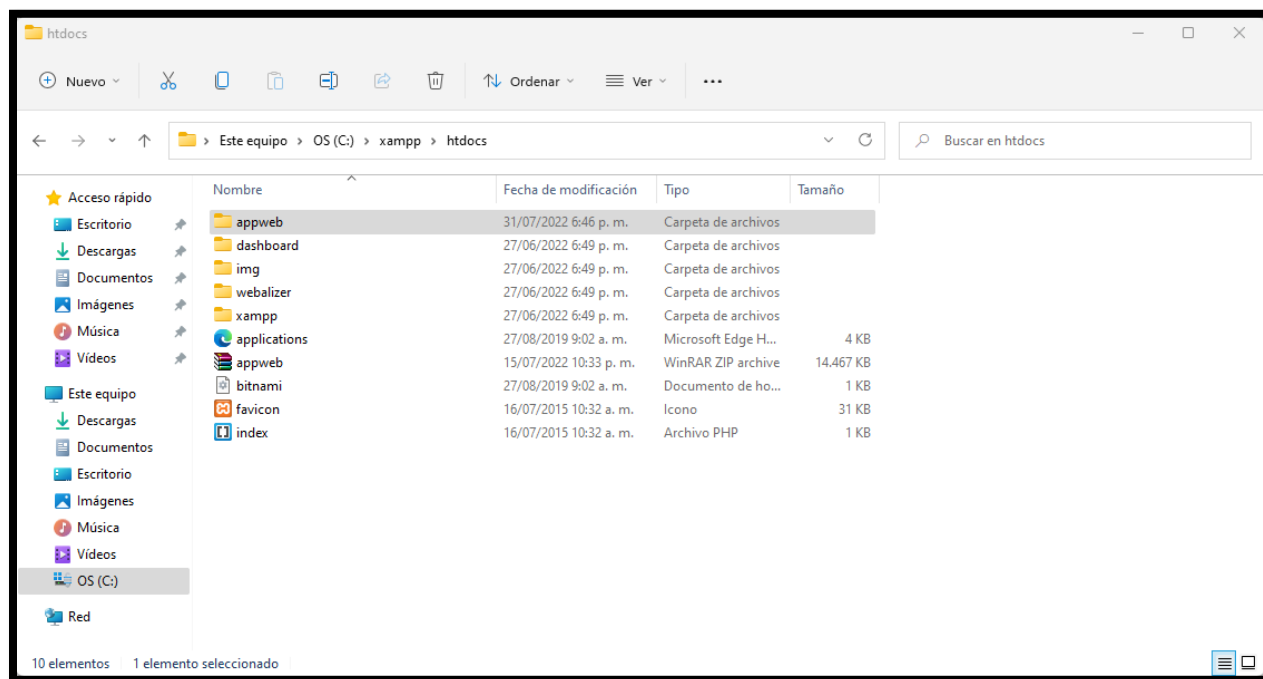 htdocs
Nuevo
Ordenar
Ver
Este equipo > OS (C:) > xampp > htdocs
Buscar en htdocs
Acceso rápido
Escritorio
Descargas
Documentos
Imágenes
Música
Vídeos
Este equipo
Descargas
Documentos
Escritorio
Imágenes
Música
Vídeos
OS (C:)
Red
Nombre Fecha de modificación Tipo Tamaño
appweb 31/07/2022 6:46 p. m. Carpeta de archivos
dashboard 27/06/2022 6:49 p. m. Carpeta de archivos
img 27/06/2022 6:49 p. m. Carpeta de archivos
webalizer 27/06/2022 6:49 p. m. Carpeta de archivos
xampp 27/06/2022 6:49 p. m. Carpeta de archivos
applications 27/08/2019 9:02 a. m. Microsoft Edge H... 4 KB
appweb 15/07/2022 10:33 p. m. WinRAR ZIP archive 14.467 KB
bitnami 27/08/2019 9:02 a. m. Documento de ho... 1 KB
favicon 16/07/2015 10:32 a. m. Icono 31 KB
index 16/07/2015 10:32 a. m. Archivo PHP 1 KB
10 elementos 1 elemento seleccionado